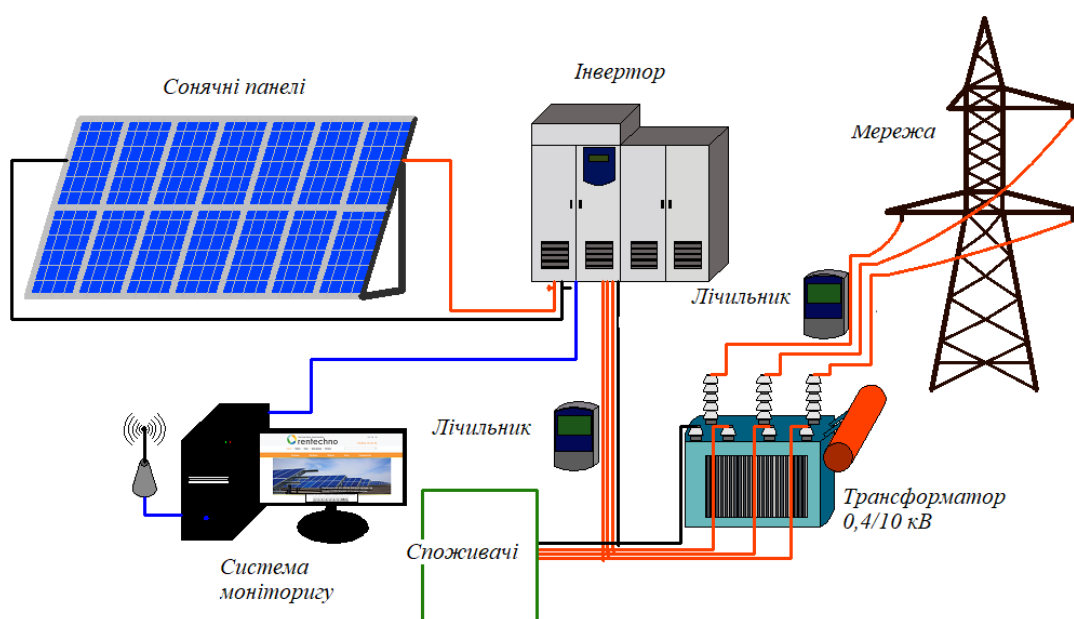 Сонячні панелі
Інвертор
Мережа
Лічильник
Лічильник
rentechno
Споживачі
Трансформатор
0,4/10 кВ
Система
моніторигу